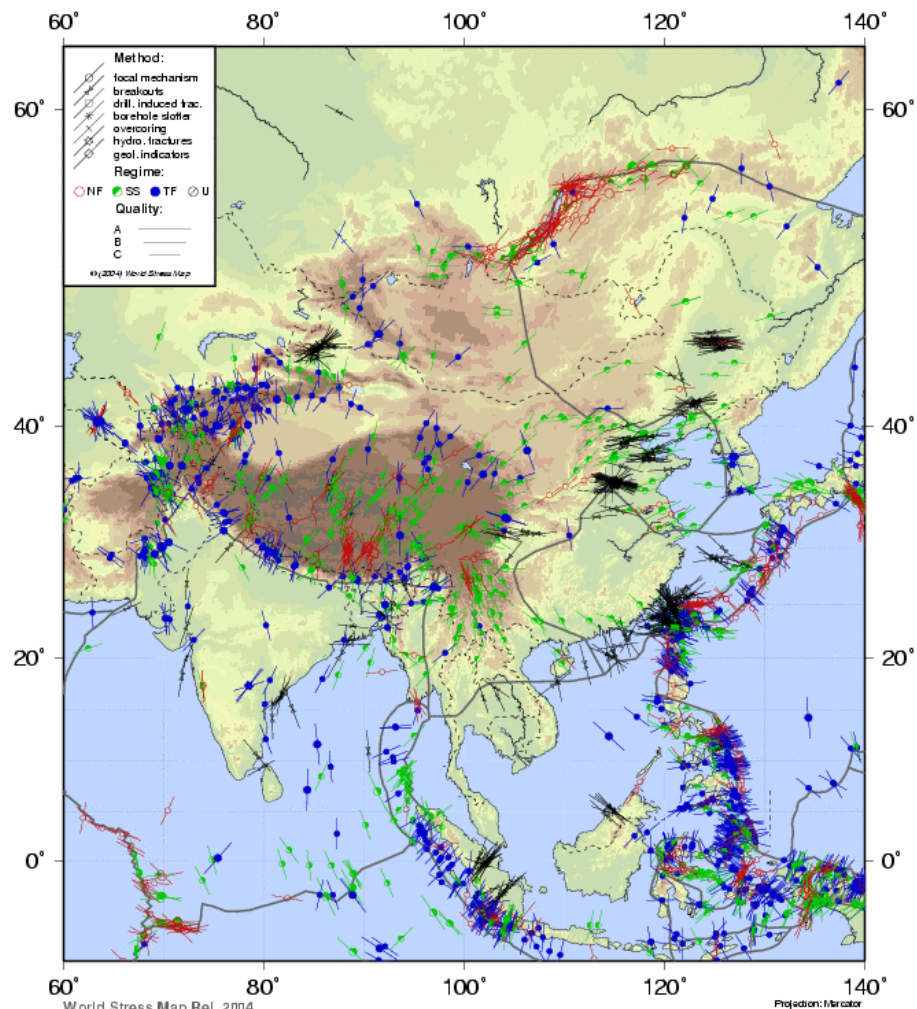 60° 80° 100° 120° 140°
Method:
focal mechanism
breakouts
drill. induced frac.
borehole slotter
overcoring
hydro. fractures
geol. indicators
Regime:
NF SS TF U
Quality:
A
B
C
© (2004) World Stress Map
60° 60°
40° 40°
20° 20°
0° 0°
60° 80° 100° 120° 140°
World Stress Map Rel. 2004
Projection: Mercator